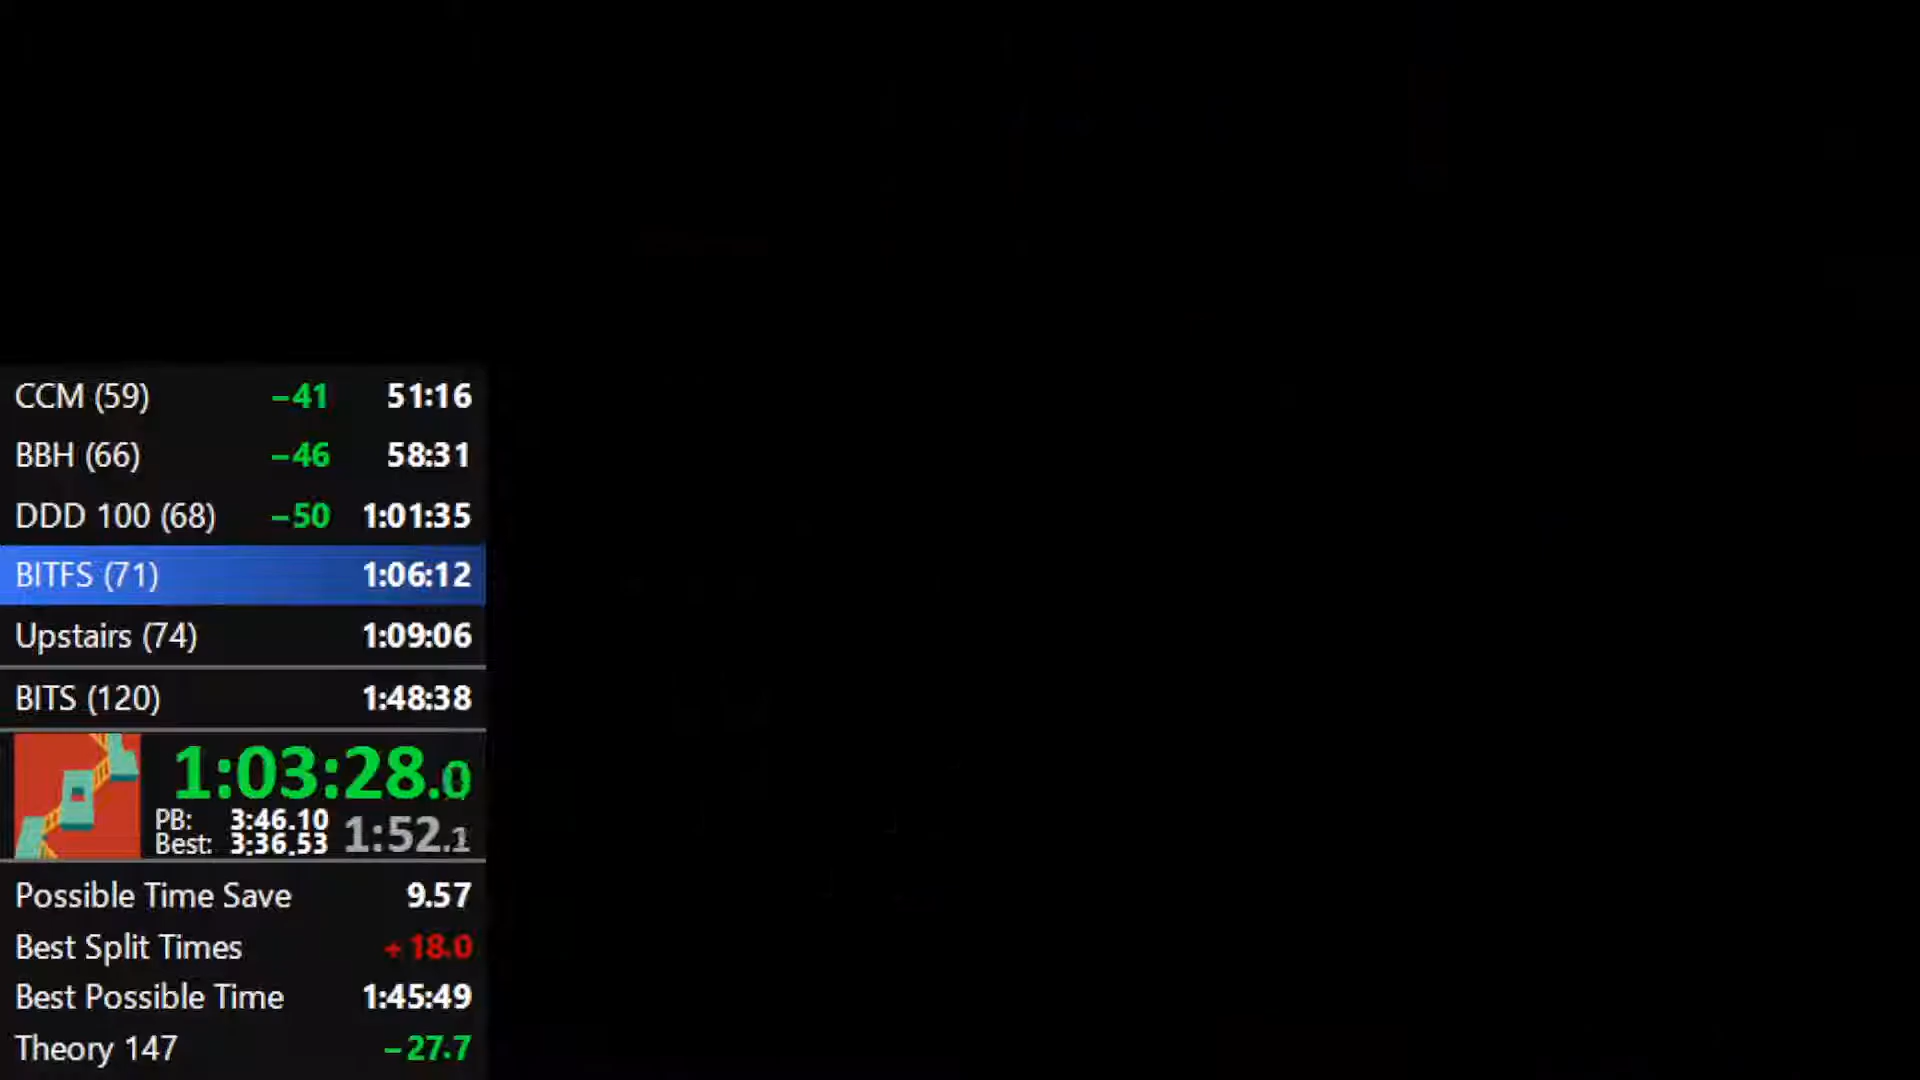 CCM (59) −41 51:16
BBH (66) −46 58:31
DDD 100 (68) −50 1:01:35
BITFS (71) 1:06:12
Upstairs (74) 1:09:06
BITS (120) 1:48:38
1:03:28.0
PB: 3:46.10
Best: 3:36.53 1:52.1
Possible Time Save 9.57
Best Split Times +18.0
Best Possible Time 1:45:49
Theory 147 −27.7